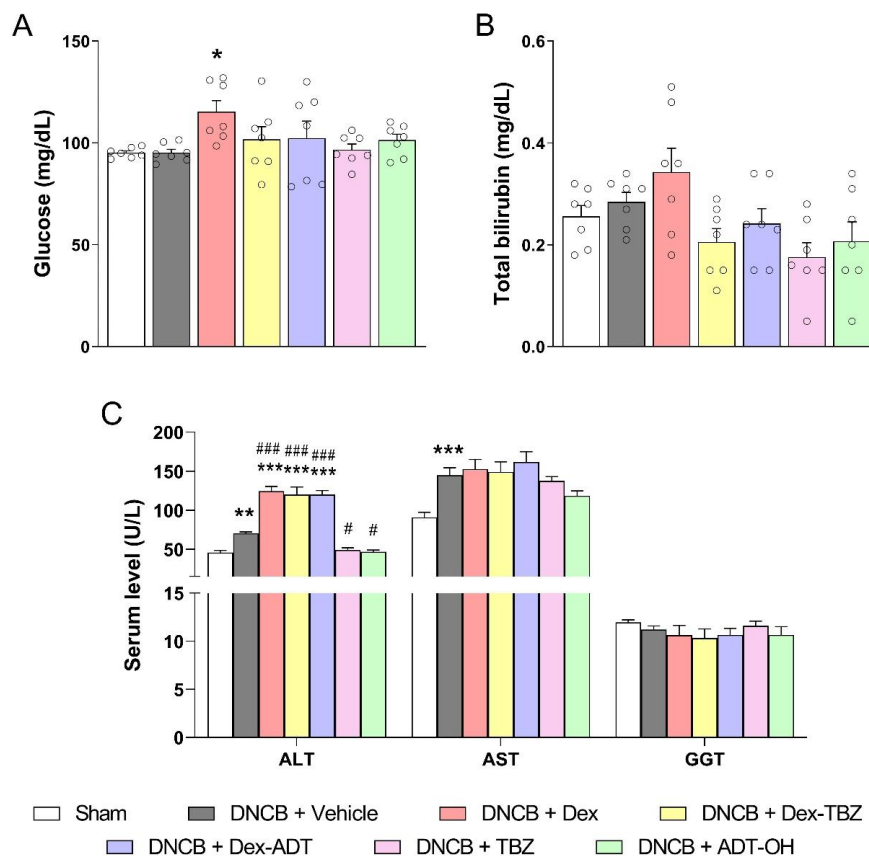 A
Glucose (mg/dL)
150
100
50
0
*
B
Total bilirubin (mg/dL)
0.6
0.4
0.2
0.0
C
Serum level (U/L)
200
150
100
50
15
10
5
0
### ### ###
** *** *** ***
# #
***
ALT AST GGT
Sham DNCB + Vehicle DNCB + Dex DNCB + Dex-TBZ
DNCB + Dex-ADT DNCB + TBZ DNCB + ADT-OH